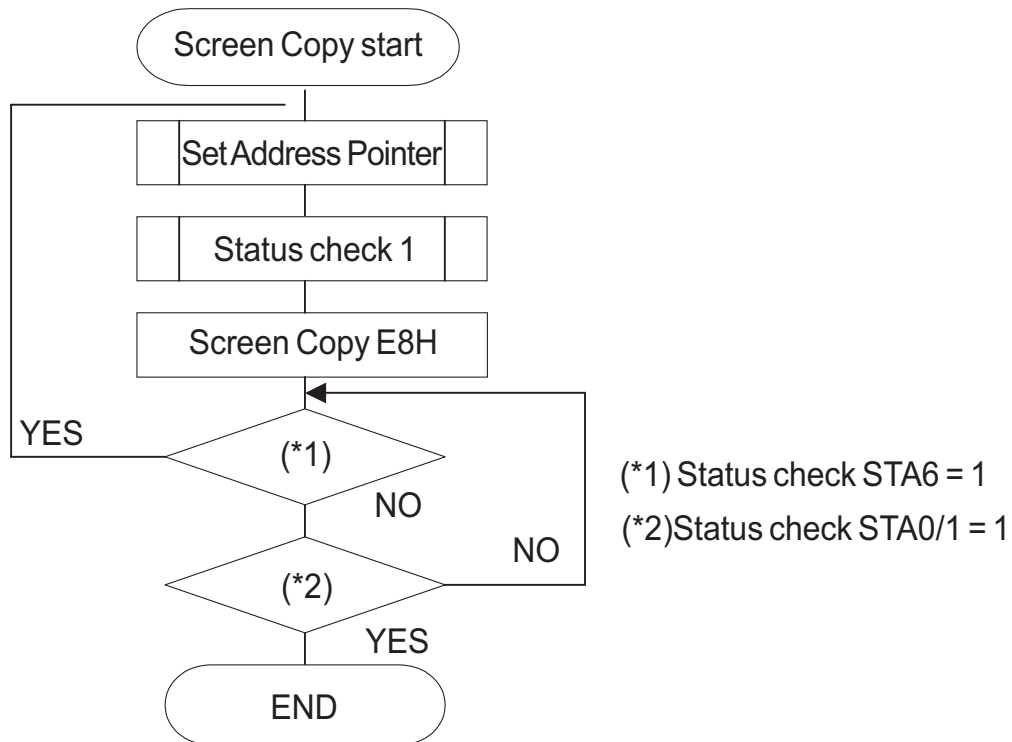 Screen Copy start
Set Address Pointer
Status check 1
Screen Copy E8H
YES
(*1)
NO
(*1) Status check STA6 = 1
(*2)Status check STA0/1 = 1
NO
(*2)
YES
END